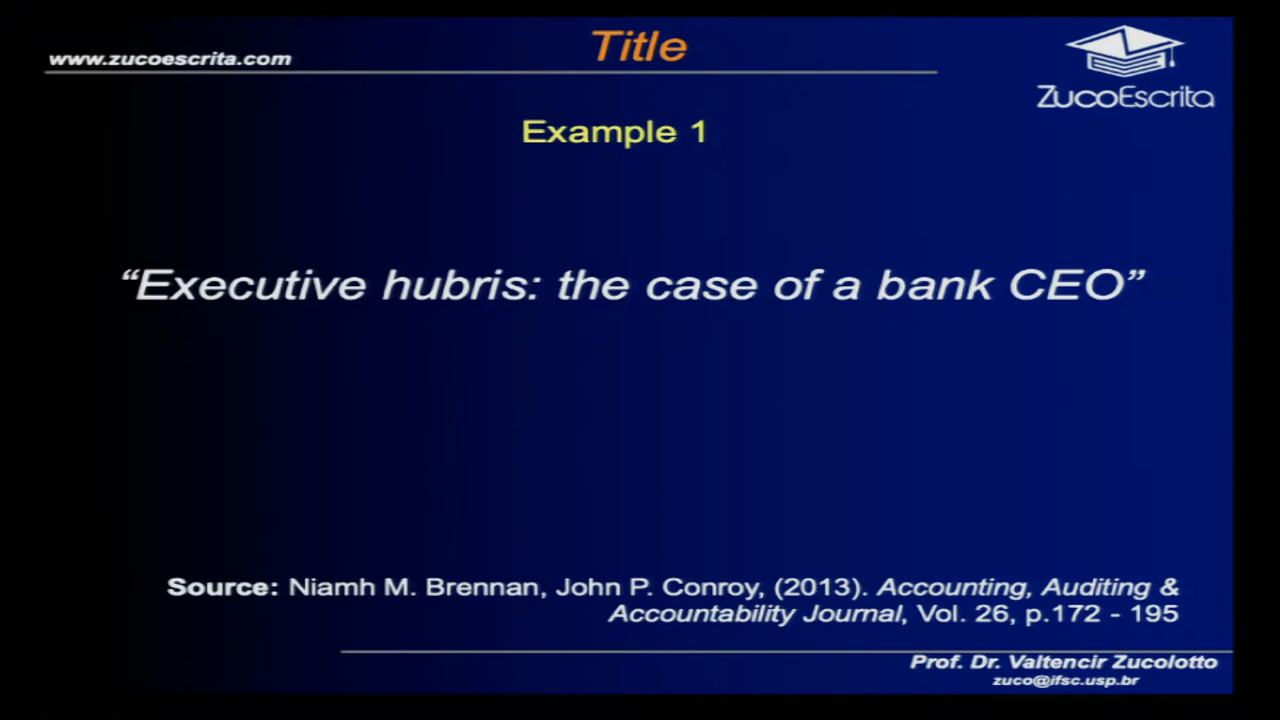 www.zucoescrita.com
Title
ZucoEscrita
Example 1
“Executive hubris: the case of a bank CEO”
Source: Niamh M. Brennan, John P. Conroy, (2013). Accounting, Auditing &
Accountability Journal, Vol. 26, p.172 - 195
Prof. Dr. Valtencir Zucolotto
zuco@ifsc.usp.br